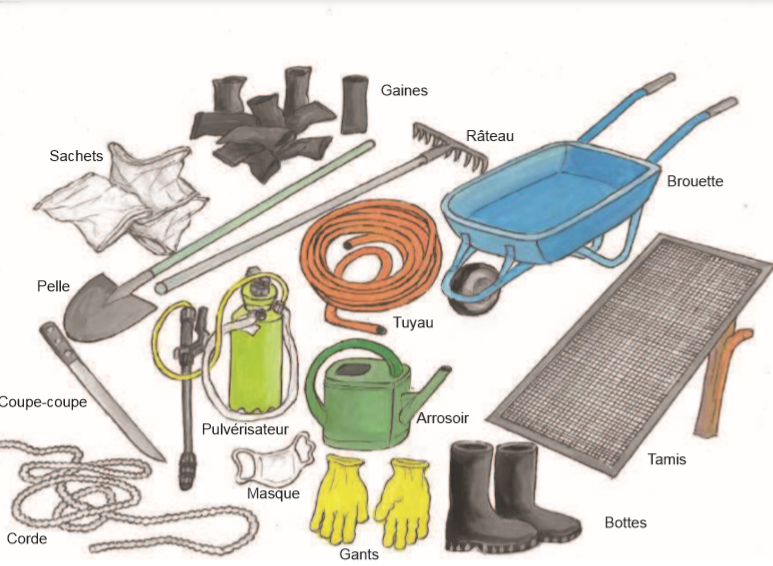 Gaines
Râteau
Sachets
Brouette
Pelle
Tuyau
Coupe-coupe
Arrosoir
Pulvérisateur
Tamis
Masque
Bottes
Corde
Gants